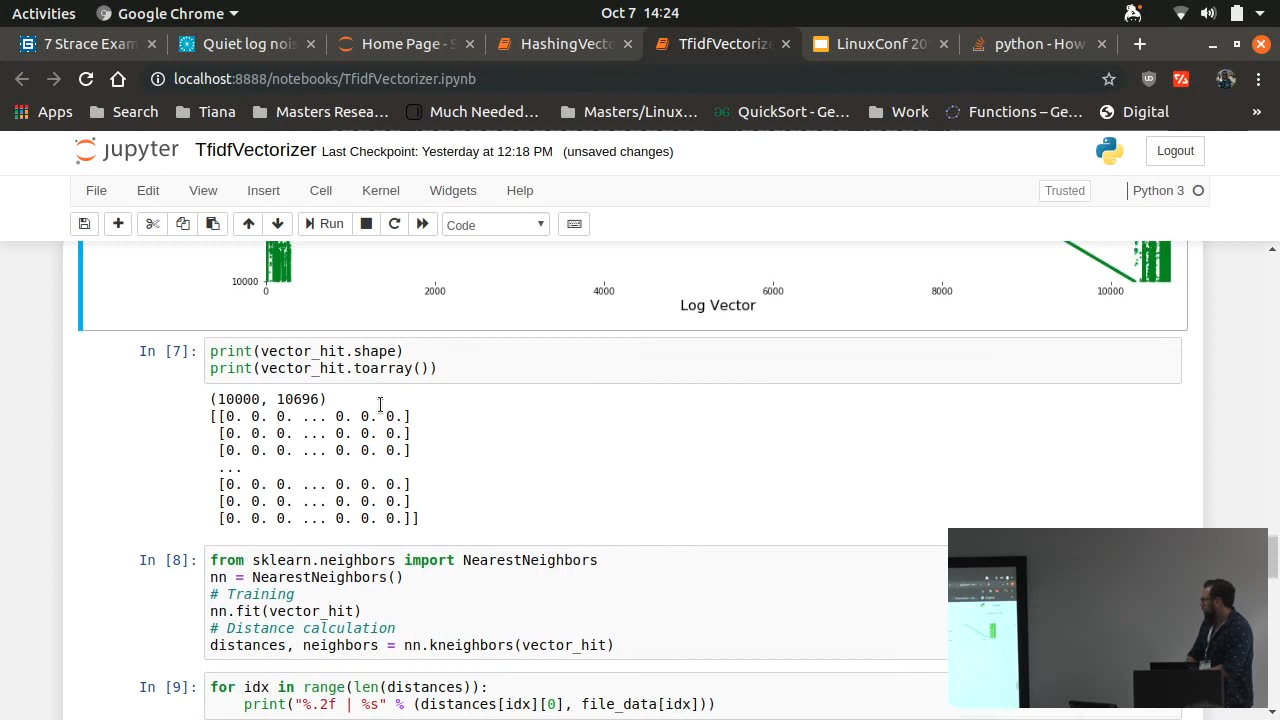 Activities Google Chrome Oct 7 14:24
7 Strace Exam Quiet log nois Home Page - S HashingVecto TfidfVectorize LinuxConf 20 python - How
localhost:8888/notebooks/TfidfVectorizer.ipynb
Apps Search Tiana Masters Resea... Much Needed... Masters/Linux... QuickSort - Ge... Work Functions – Ge... Digital »
jupyter TfidfVectorizer Last Checkpoint: Yesterday at 12:18 PM (unsaved changes) Logout
File Edit View Insert Cell Kernel Widgets Help Trusted Python 3
Run Code
10000
0 2000 4000 6000 8000 10000
Log Vector
In [7]: print(vector_hit.shape)
print(vector_hit.toarray())
(10000, 10696)
[[0. 0. 0. ... 0. 0. 0.]
[0. 0. 0. ... 0. 0. 0.]
[0. 0. 0. ... 0. 0. 0.]
...
[0. 0. 0. ... 0. 0. 0.]
[0. 0. 0. ... 0. 0. 0.]
[0. 0. 0. ... 0. 0. 0.]]
In [8]: from sklearn.neighbors import NearestNeighbors
nn = NearestNeighbors()
# Training
nn.fit(vector_hit)
# Distance calculation
distances, neighbors = nn.kneighbors(vector_hit)
In [9]: for idx in range(len(distances)):
print("%.2f | %s" % (distances[idx][0], file_data[idx]))